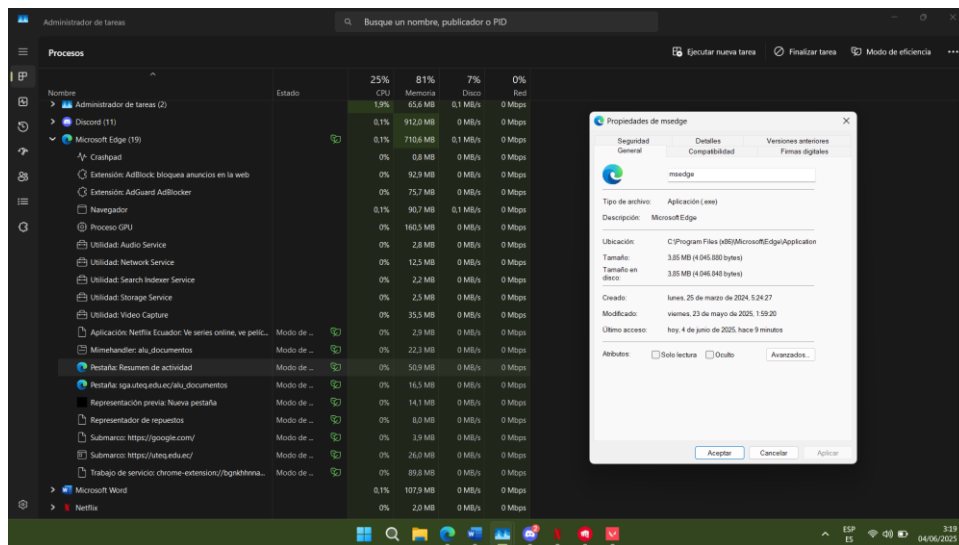 Administrador de tareas
Busque un nombre, publicador o PID
Procesos
Ejecutar nueva tarea
Finalizar tarea
Modo de eficiencia
25% 81% 7% 0%
Nombre Estado CPU Memoria Disco Red
Administrador de tareas (2) 1,9% 65,6 MB 0,1 MB/s 0 Mbps
Discord (11) 0,1% 912,0 MB 0,1 MB/s 0 Mbps
Microsoft Edge (19) 0,1% 710,6 MB 0,1 MB/s 0 Mbps
Crashpad 0% 0,8 MB 0 MB/s 0 Mbps
Extensión: AdBlock: bloquea anuncios en la web 0% 92,9 MB 0 MB/s 0 Mbps
Extensión: AdGuard AdBlocker 0% 75,7 MB 0 MB/s 0 Mbps
Navegador 0,1% 90,7 MB 0,1 MB/s 0 Mbps
Proceso GPU 0% 160,5 MB 0 MB/s 0 Mbps
Utilidad: Audio Service 0% 2,8 MB 0 MB/s 0 Mbps
Utilidad: Network Service 0% 12,5 MB 0 MB/s 0 Mbps
Utilidad: Search Indexer Service 0% 2,2 MB 0 MB/s 0 Mbps
Utilidad: Storage Service 0% 2,5 MB 0 MB/s 0 Mbps
Utilidad: Video Capture 0% 35,5 MB 0 MB/s 0 Mbps
Aplicación: Netflix Ecuador: Ve series online, ve pelíc... Modo de ... 0% 2,9 MB 0 MB/s 0 Mbps
Mimehandler: alu_documentos Modo de ... 0% 22,3 MB 0 MB/s 0 Mbps
Pestaña: Resumen de actividad Modo de ... 0% 50,9 MB 0 MB/s 0 Mbps
Pestaña: sga.uteq.edu.ec/alu_documentos Modo de ... 0% 16,5 MB 0 MB/s 0 Mbps
Representación previa: Nueva pestaña Modo de ... 0% 14,1 MB 0 MB/s 0 Mbps
Representador de repuestos Modo de ... 0% 8,0 MB 0 MB/s 0 Mbps
Submarco: https://google.com/ Modo de ... 0% 3,9 MB 0 MB/s 0 Mbps
Submarco: https://uteq.edu.ec/ Modo de ... 0% 26,0 MB 0 MB/s 0 Mbps
Trabajo de servicio: chrome-extension://bgnkhhnna... Modo de ... 0% 89,8 MB 0 MB/s 0 Mbps
Microsoft Word 0,1% 107,9 MB 0 MB/s 0 Mbps
Netflix 0% 2,0 MB 0 MB/s 0 Mbps
Propiedades de msedge
Seguridad Detalles Versiones anteriores
General Compatibilidad Firmas digitales
msedge
Tipo de archivo: Aplicación (.exe)
Descripción: Microsoft Edge
Ubicación: C:\Program Files (x86)\Microsoft\Edge\Application
Tamaño: 3,85 MB (4.045.880 bytes)
Tamaño en disco: 3,85 MB (4.046.848 bytes)
Creado: lunes, 25 de marzo de 2024, 5:24:27
Modificado: viernes, 23 de mayo de 2025, 1:59:20
Último acceso: hoy, 4 de junio de 2025, hace 9 minutos
Atributos: Solo lectura Oculto Avanzados...
Aceptar Cancelar Aplicar
2
ESP
ES
3:19
04/06/2025